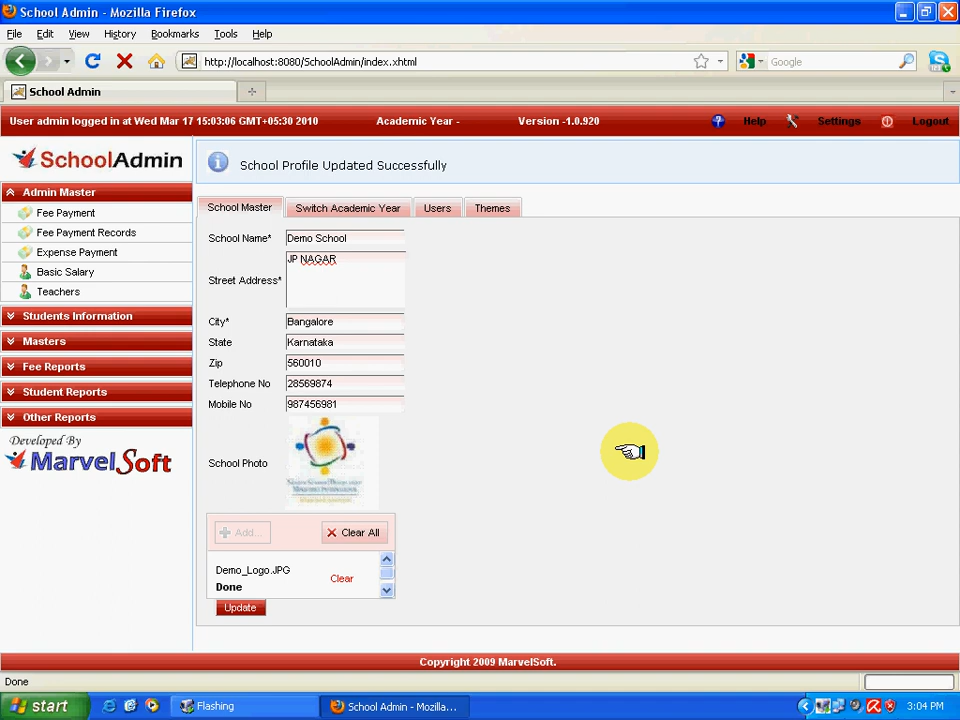 School Admin - Mozilla Firefox
File Edit View History Bookmarks Tools Help
http://localhost:8080/SchoolAdmin/index.xhtml
Google
School Admin
User admin logged in at Wed Mar 17 15:03:06 GMT+05:30 2010 Academic Year - Version -1.0.920 Help Settings Logout
SchoolAdmin
School Profile Updated Successfully
Admin Master
Fee Payment
Fee Payment Records
Expense Payment
Basic Salary
Teachers
Students Information
Masters
Fee Reports
Student Reports
Other Reports
Developed By
MarvelSoft
School Master Switch Academic Year Users Themes
School Name* Demo School
Street Address* JP NAGAR
City* Bangalore
State Karnataka
Zip 560010
Telephone No 28569874
Mobile No 987456981
School Photo
Add... Clear All
Demo_Logo.JPG
Clear
Done
Update
Copyright 2009 MarvelSoft.
Done
start Flashing School Admin - Mozilla... 3:04 PM